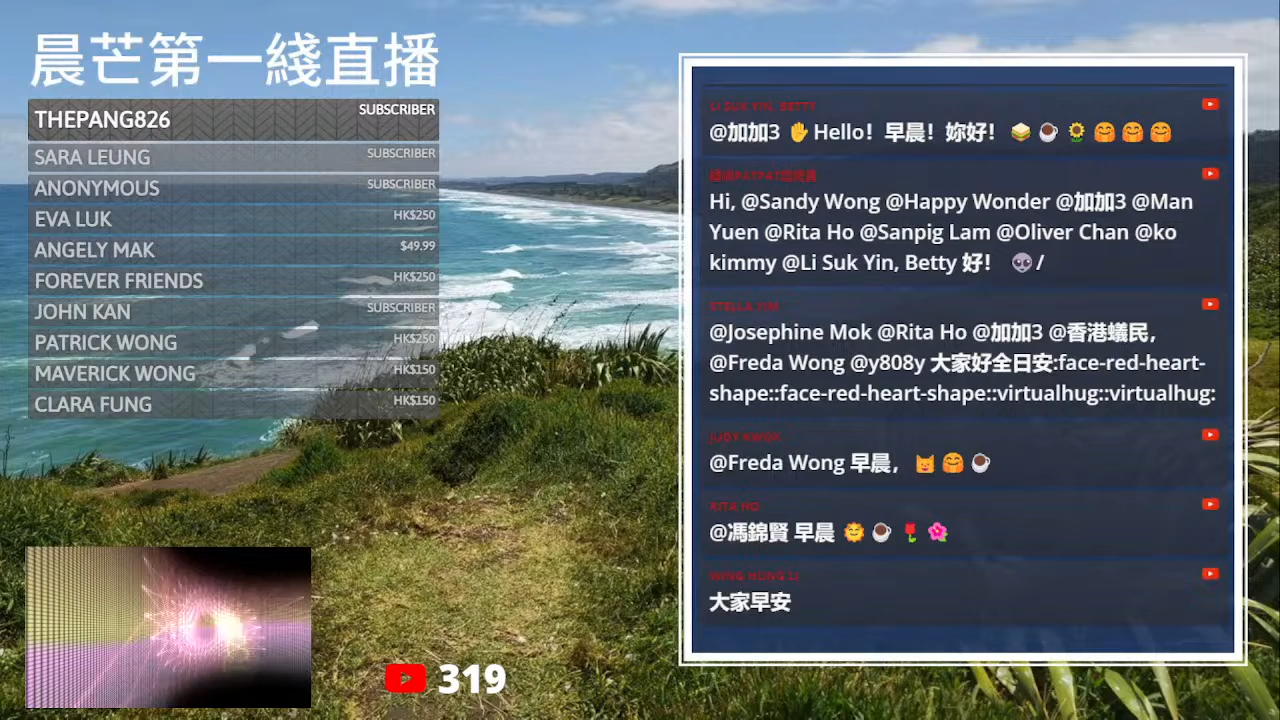 晨芒第一綫直播
THEPANG826 SUBSCRIBER
SARA LEUNG SUBSCRIBER
ANONYMOUS SUBSCRIBER
EVA LUK HK$250
ANGELY MAK $49.99
FOREVER FRIENDS HK$250
JOHN KAN SUBSCRIBER
PATRICK WONG HK$250
MAVERICK WONG HK$150
CLARA FUNG HK$150
319
LI SUK YIN, BETTY
@加加3 Hello! 早晨! 妳好!
Hi, @Sandy Wong @Happy Wonder @加加3 @Man
Yuen @Rita Ho @Sanpig Lam @Oliver Chan @ko
kimmy @Li Suk Yin, Betty 好! /
STELLA YIM
@Josephine Mok @Rita Ho @加加3 @香港蟻民,
@Freda Wong @y808y 大家好全日安:face-red-heart-
shape::face-red-heart-shape::virtualhug::virtualhug:
JUDY KWOK
@Freda Wong 早晨,
RITA HO
@馮錦賢 早晨
WING HUNG LI
大家早安